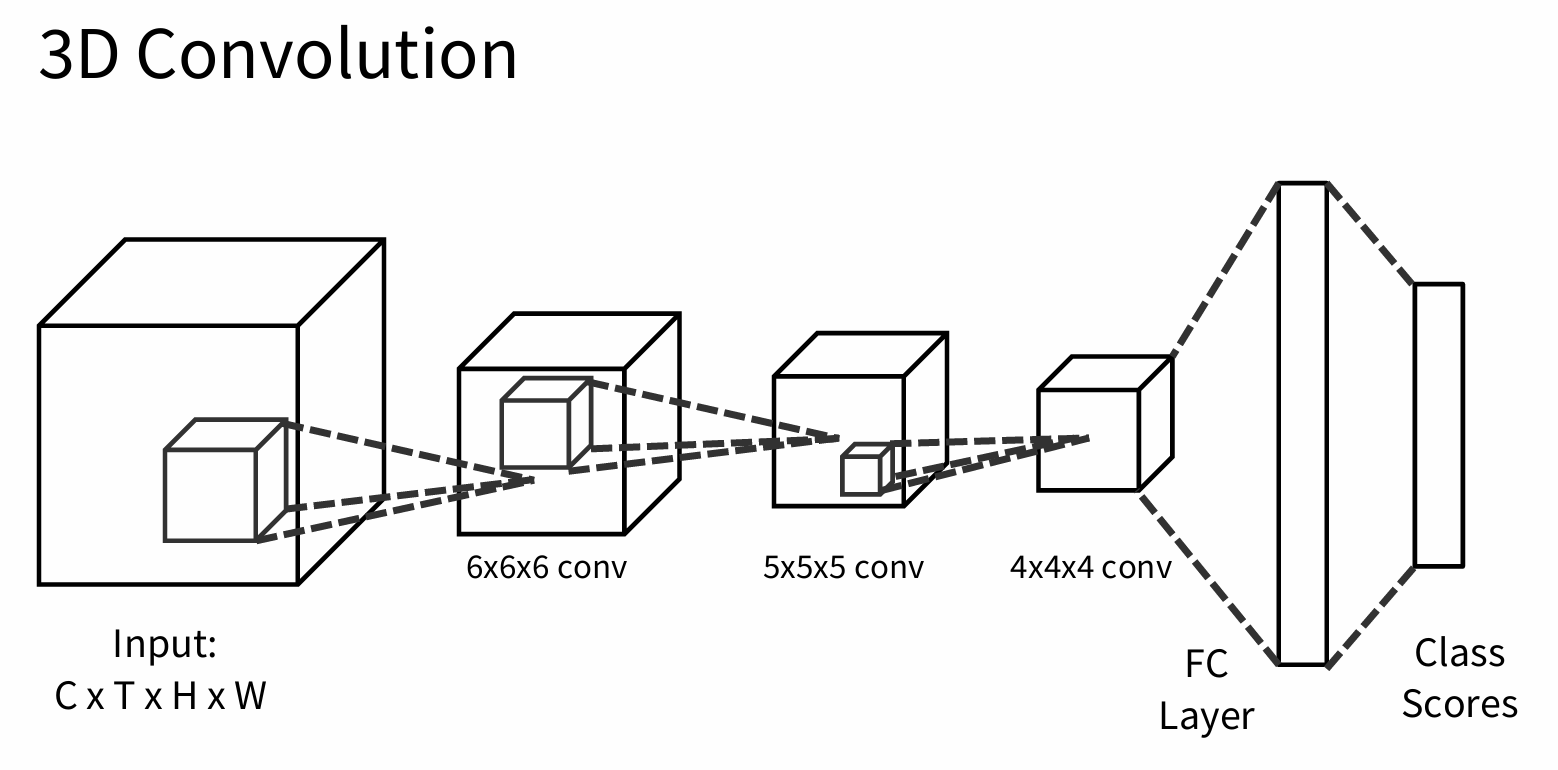 3D Convolution
6x6x6 conv
5x5x5 conv
4x4x4 conv
Input:
C x T x H x W
FC
Layer
Class
Scores